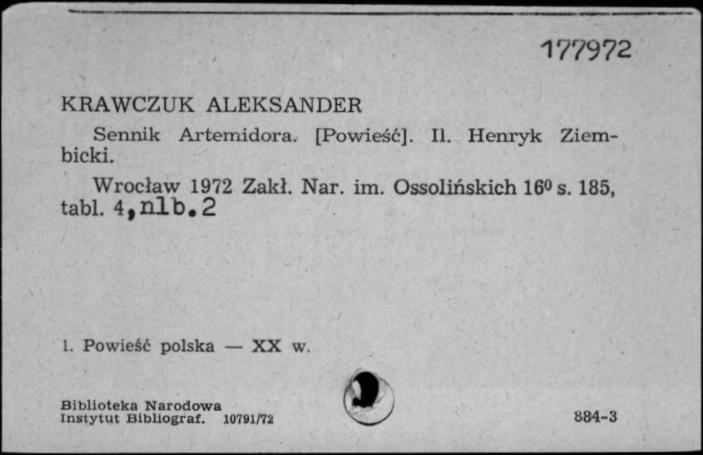 177972
KRAWCZUK ALEKSANDER
Sennik Artemidora. [Powieść]. Il. Henryk Ziem-
bicki.
Wrocław 1972 Zakł. Nar. im. Ossolińskich 16⁰ s. 185,
tabl. 4, nlb. 2
1. Powieść polska — XX w.
Biblioteka Narodowa
Instytut Bibliograf. 10791/72
884-3